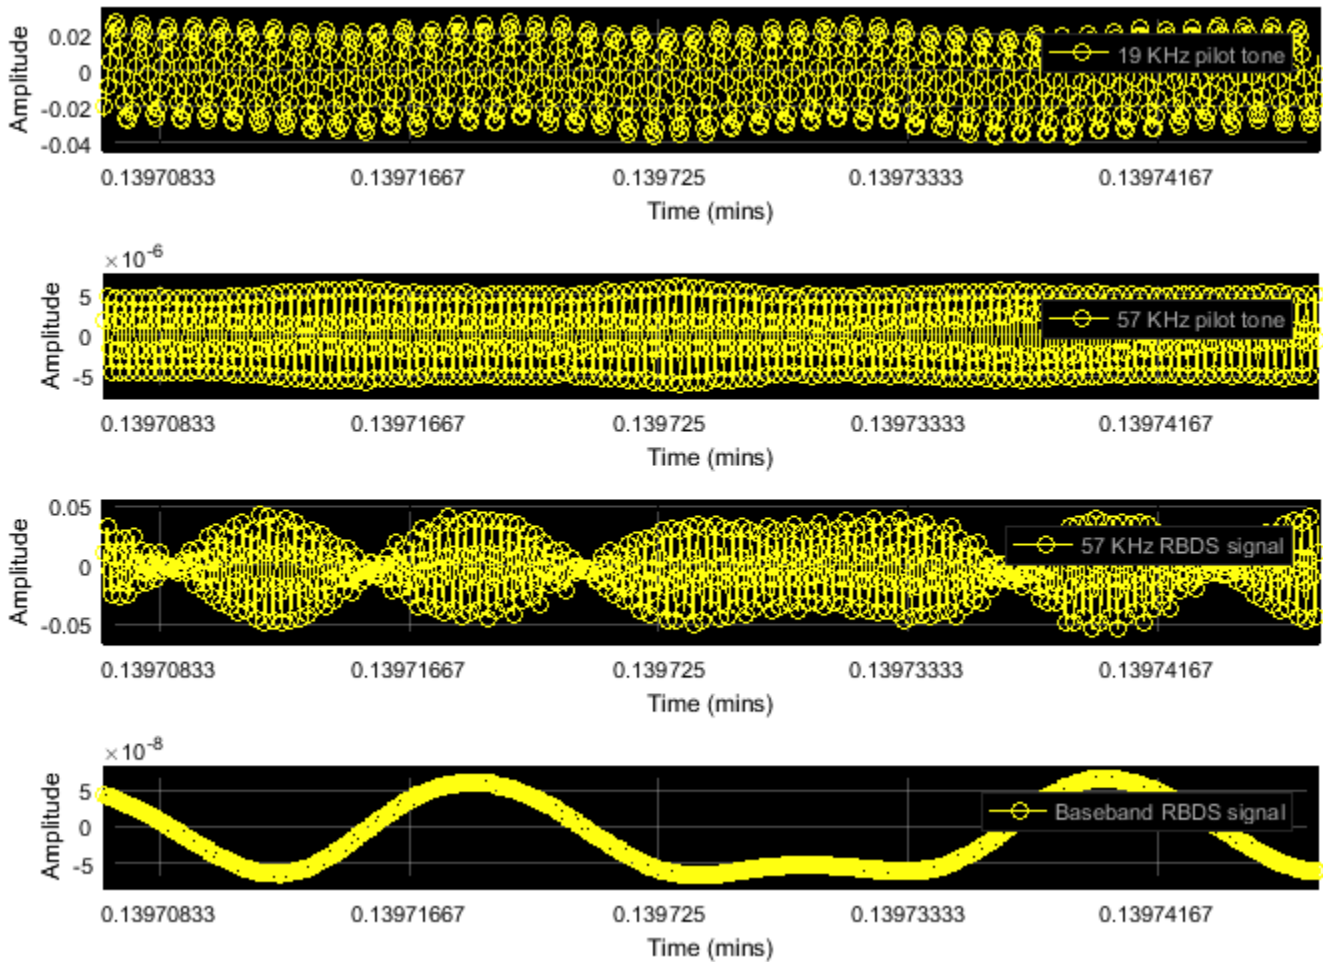 Amplitude
0.02
0
-0.02
-0.04
19 KHz pilot tone
0.13970833 0.13971667 0.139725 0.13973333 0.13974167
Time (mins)
×10-6
Amplitude
5
0
-5
57 KHz pilot tone
0.13970833 0.13971667 0.139725 0.13973333 0.13974167
Time (mins)
Amplitude
0.05
0
-0.05
57 KHz RBDS signal
0.13970833 0.13971667 0.139725 0.13973333 0.13974167
Time (mins)
×10-8
Amplitude
5
0
-5
Baseband RBDS signal
0.13970833 0.13971667 0.139725 0.13973333 0.13974167
Time (mins)